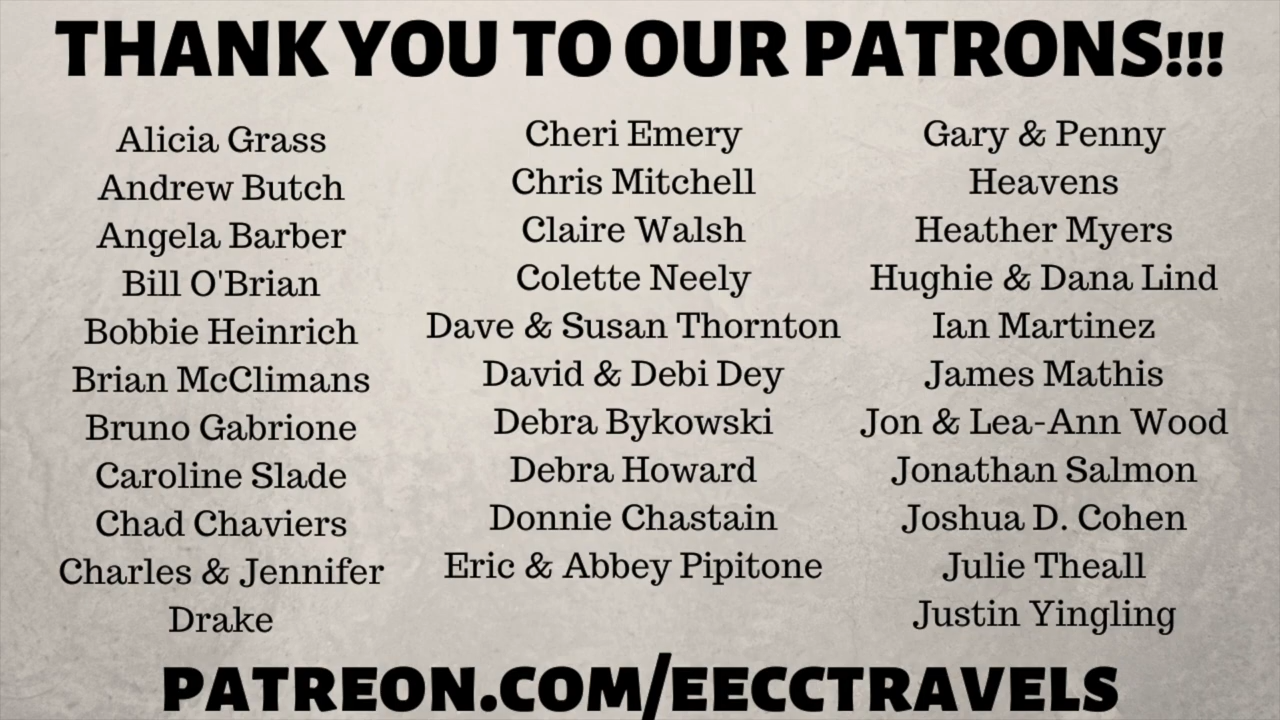 THANK YOU TO OUR PATRONS!!!
Alicia Grass
Andrew Butch
Angela Barber
Bill O'Brian
Bobbie Heinrich
Brian McClimans
Bruno Gabrione
Caroline Slade
Chad Chaviers
Charles & Jennifer
Drake
Cheri Emery
Chris Mitchell
Claire Walsh
Colette Neely
Dave & Susan Thornton
David & Debi Dey
Debra Bykowski
Debra Howard
Donnie Chastain
Eric & Abbey Pipitone
Gary & Penny
Heavens
Heather Myers
Hughie & Dana Lind
Ian Martinez
James Mathis
Jon & Lea-Ann Wood
Jonathan Salmon
Joshua D. Cohen
Julie Theall
Justin Yingling
PATREON.COM/EECCTRAVELS